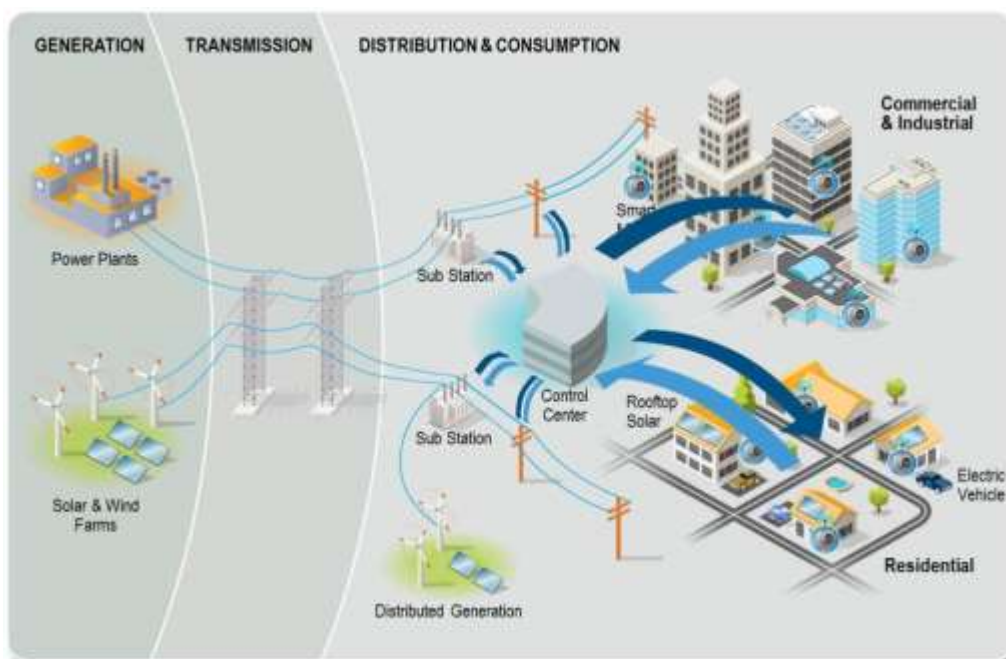 GENERATION
TRANSMISSION
DISTRIBUTION & CONSUMPTION
Commercial
& Industrial
Power Plants
Sub Station
Smart
Control
Center
Rooftop
Solar
Sub Station
Electric
Vehicle
Solar & Wind
Farms
Residential
Distributed Generation